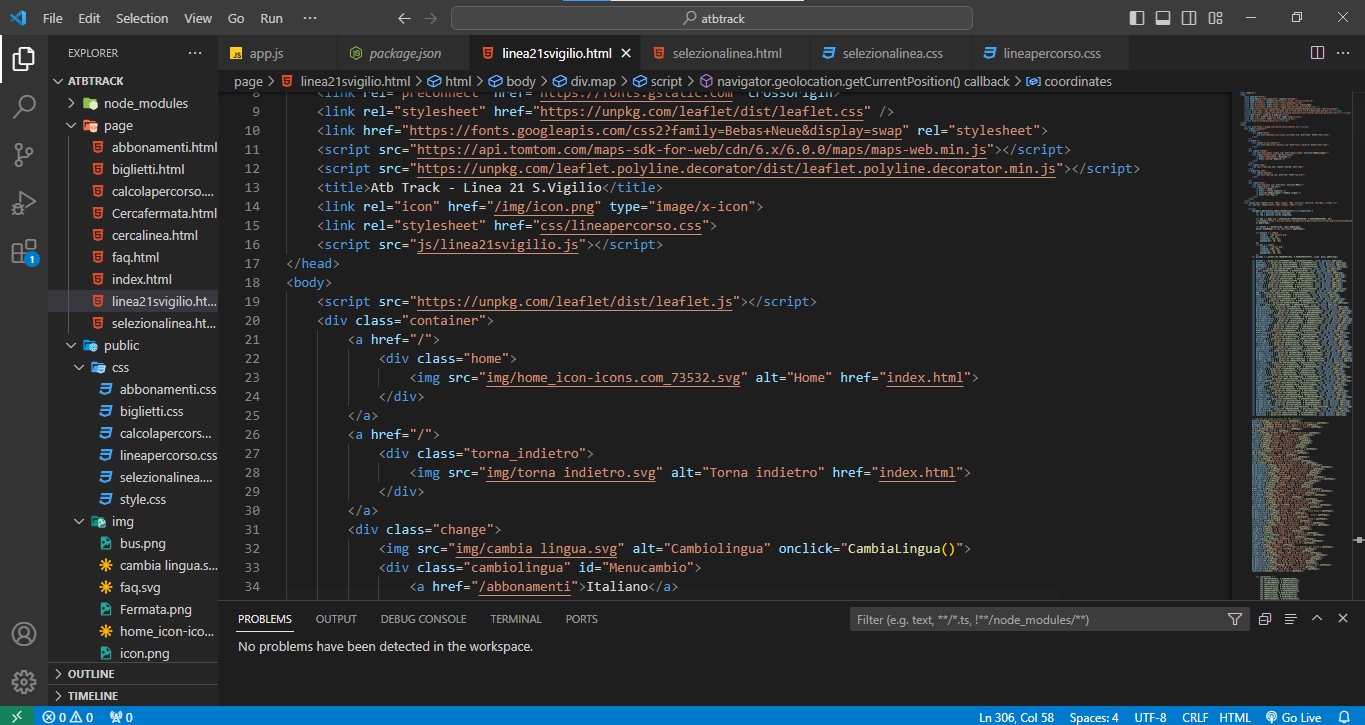 File Edit Selection View Go Run ··· atbtrack
EXPLORER ···
JS app.js package.json linea21svigilio.html selezionalinea.html selezionalinea.css lineapercorso.css ···
page > linea21svigilio.html > html > body > div.map > script > navigator.geolocation.getCurrentPosition() callback > coordinates
ATBTRACK
node_modules
page
abbonamenti.html
biglietti.html
calcolapercorso....
Cercafermata.html
cercalinea.html
faq.html
index.html
linea21svigilio.ht...
selezionalinea.ht...
public
css
abbonamenti.css
biglietti.css
calcolapercors...
lineapercorso.css
selezionalinea....
style.css
img
bus.png
cambia lingua.s...
faq.svg
Fermata.png
home_icon-ico...
icon.png
OUTLINE
TIMELINE
1
8 <link rel="preconnect" href="https://fonts.gstatic.com" crossorigin>
9 <link rel="stylesheet" href="https://unpkg.com/leaflet/dist/leaflet.css" />
10 <link href="https://fonts.googleapis.com/css2?family=Bebas+Neue&display=swap" rel="stylesheet">
11 <script src="https://api.tomtom.com/maps-sdk-for-web/cdn/6.x/6.0.0/maps/maps-web.min.js"></script>
12 <script src="https://unpkg.com/leaflet.polyline.decorator/dist/leaflet.polyline.decorator.min.js"></script>
13 <title>Atb Track - Linea 21 S.Vigilio</title>
14 <link rel="icon" href="/img/icon.png" type="image/x-icon">
15 <link rel="stylesheet" href="css/lineapercorso.css">
16 <script src="js/linea21svigilio.js"></script>
17 </head>
18 <body>
19 <script src="https://unpkg.com/leaflet/dist/leaflet.js"></script>
20 <div class="container">
21 <a href="/">
22 <div class="home">
23 <img src="img/home_icon-icons.com_73532.svg" alt="Home" href="index.html">
24 </div>
25 </a>
26 <a href="/">
27 <div class="torna_indietro">
28 <img src="img/torna indietro.svg" alt="Torna indietro" href="index.html">
29 </div>
30 </a>
31 <div class="change">
32 <img src="img/cambia lingua.svg" alt="Cambiolingua" onclick="CambiaLingua()">
33 <div class="cambiolingua" id="Menucambio">
34 <a href="/abbonamenti">Italiano</a>
PROBLEMS OUTPUT DEBUG CONSOLE TERMINAL PORTS Filter (e.g. text, **/*.ts, !**/node_modules/**)
No problems have been detected in the workspace.
0 0 0 Ln 306, Col 58 Spaces: 4 UTF-8 CRLF HTML Go Live